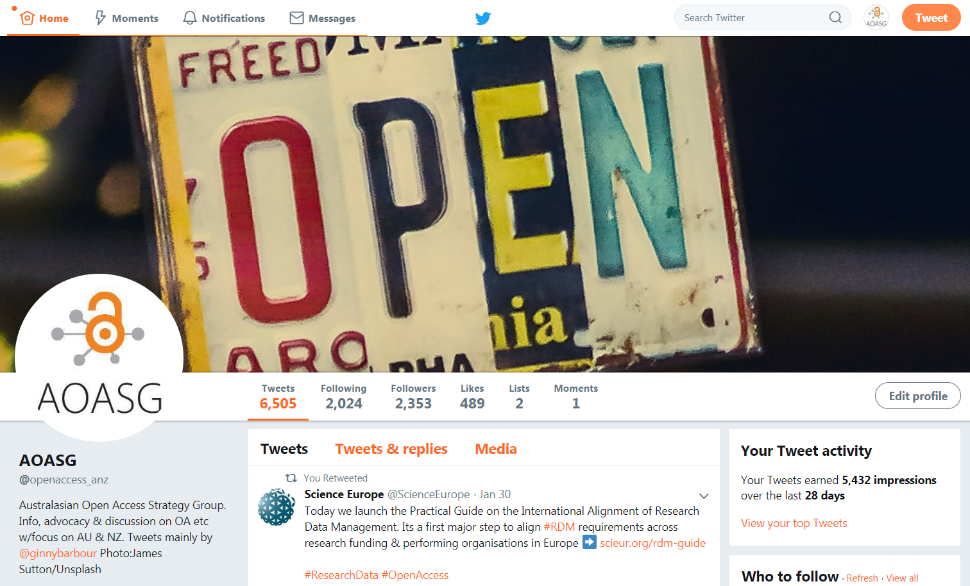 Home Moments Notifications Messages Search Twitter AOASG Tweet
FREED
OPEN
nia
ARO
PHA
AOASG
Tweets Following Followers Likes Lists Moments
6,505 2,024 2,353 489 2 1
Edit profile
AOASG
@openaccess_anz
Australasian Open Access Strategy Group.
Info, advocacy & discussion on OA etc
w/focus on AU & NZ. Tweets mainly by
@ginnybarbour Photo:James
Sutton/Unsplash
Tweets Tweets & replies Media
You Retweeted
Science Europe @ScienceEurope · Jan 30
Today we launch the Practical Guide on the International Alignment of Research
Data Management. Its a first major step to align #RDM requirements across
research funding & performing organisations in Europe ➡ scieur.org/rdm-guide
#ResearchData #OpenAccess
Your Tweet activity
Your Tweets earned 5,432 impressions
over the last 28 days
View your top Tweets
Who to follow · Refresh · View all